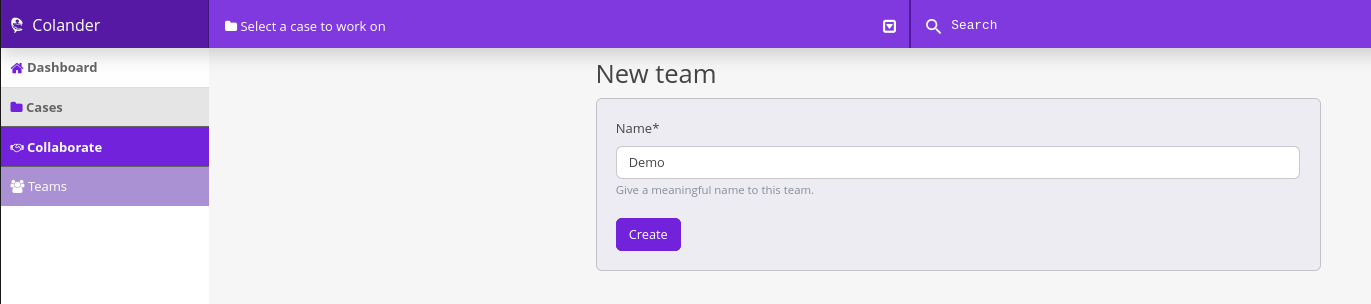 Colander
Select a case to work on
Search
Dashboard
Cases
Collaborate
Teams
New team
Name*
Demo
Give a meaningful name to this team.
Create